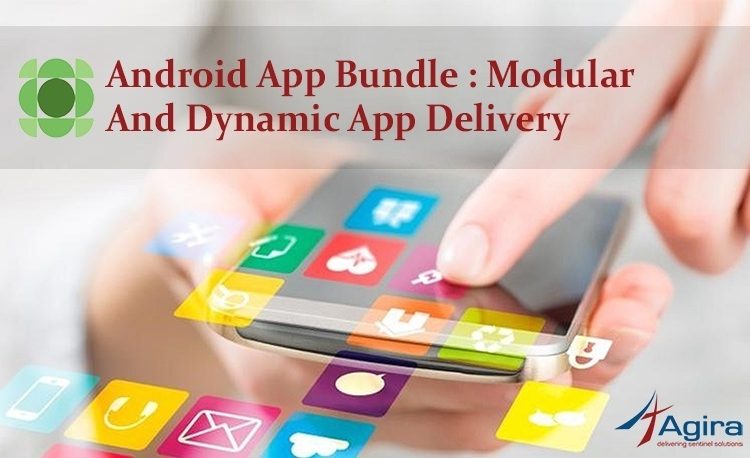 Android App Bundle : Modular
And Dynamic App Delivery
Agira
delivering sentinel solutions